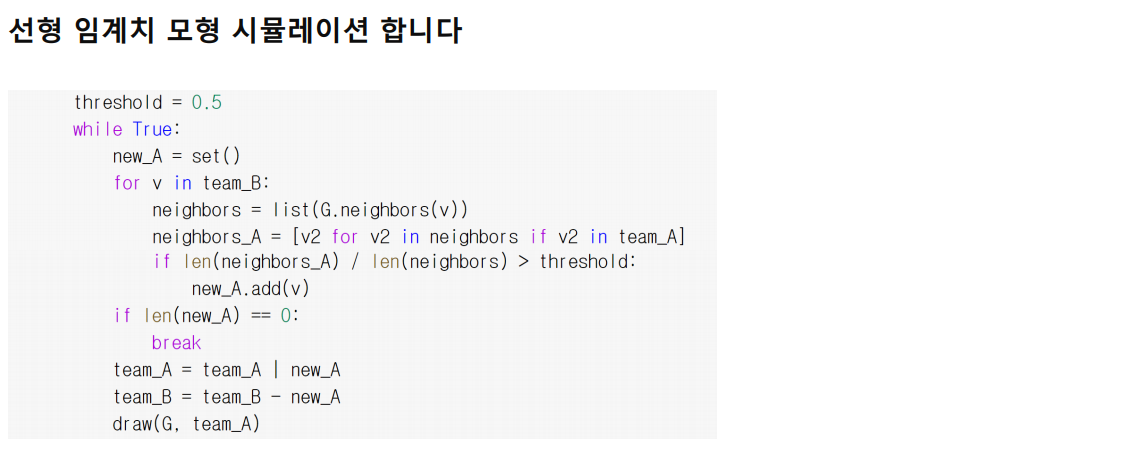 선형 임계치 모형 시뮬레이션 합니다
threshold = 0.5
while True:
    new_A = set()
    for v in team_B:
        neighbors = list(G.neighbors(v))
        neighbors_A = [v2 for v2 in neighbors if v2 in team_A]
        if len(neighbors_A) / len(neighbors) > threshold:
            new_A.add(v)
    if len(new_A) == 0:
        break
    team_A = team_A | new_A
    team_B = team_B - new_A
    draw(G, team_A)